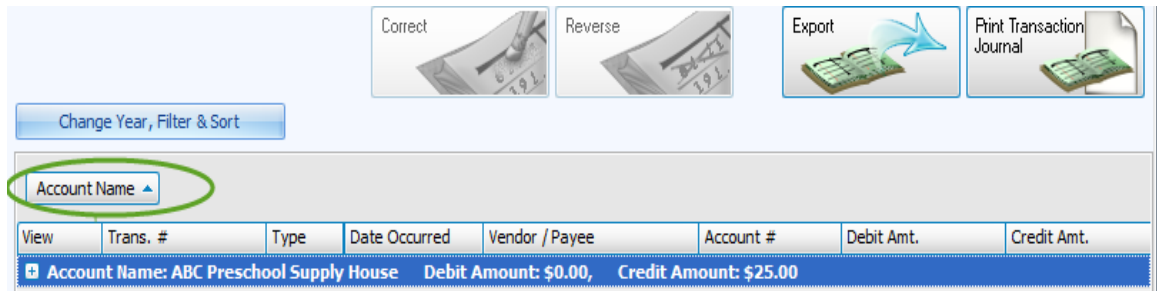 Correct
Reverse
Export
Print Transaction
Journal
Change Year, Filter & Sort
Account Name
View Trans. # Type Date Occurred Vendor / Payee Account # Debit Amt. Credit Amt.
Account Name: ABC Preschool Supply House Debit Amount: $0.00, Credit Amount: $25.00